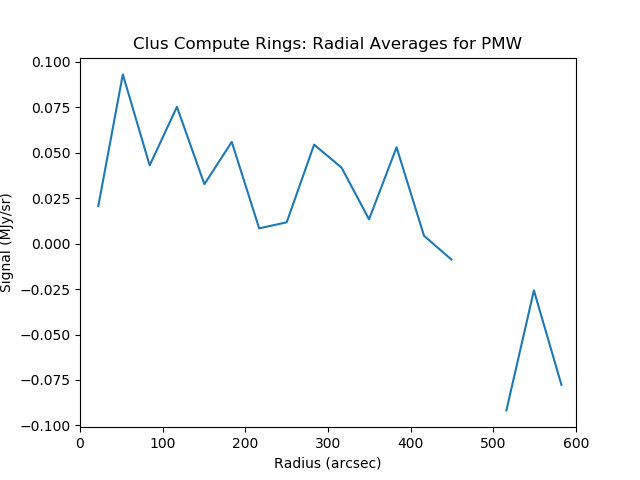 Clus Compute Rings: Radial Averages for PMW
Signal (MJy/sr)
0.100
0.075
0.050
0.025
0.000
−0.025
−0.050
−0.075
−0.100
0 100 200 300 400 500 600
Radius (arcsec)